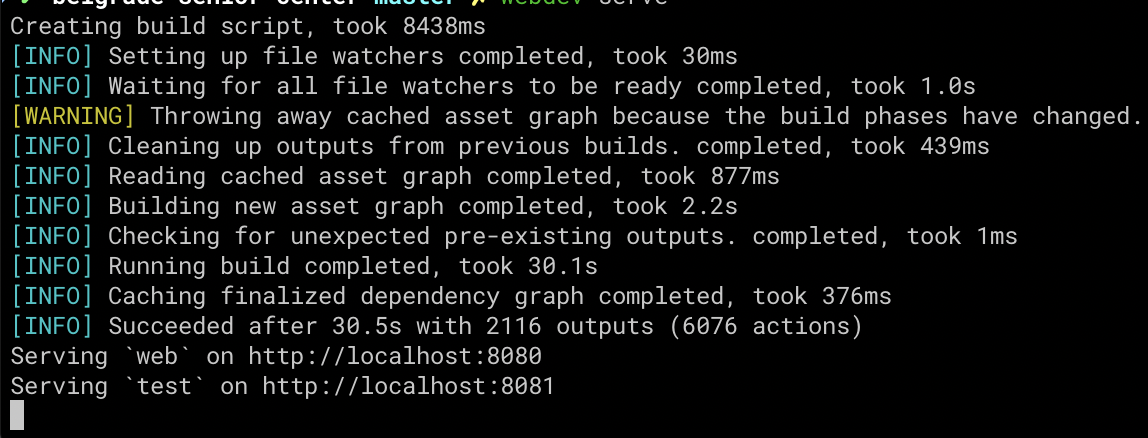 belgrade-senior-center master ✗ webdev serve
Creating build script, took 8438ms
[INFO] Setting up file watchers completed, took 30ms
[INFO] Waiting for all file watchers to be ready completed, took 1.0s
[WARNING] Throwing away cached asset graph because the build phases have changed.
[INFO] Cleaning up outputs from previous builds. completed, took 439ms
[INFO] Reading cached asset graph completed, took 877ms
[INFO] Building new asset graph completed, took 2.2s
[INFO] Checking for unexpected pre-existing outputs. completed, took 1ms
[INFO] Running build completed, took 30.1s
[INFO] Caching finalized dependency graph completed, took 376ms
[INFO] Succeeded after 30.5s with 2116 outputs (6076 actions)
Serving `web` on http://localhost:8080
Serving `test` on http://localhost:8081